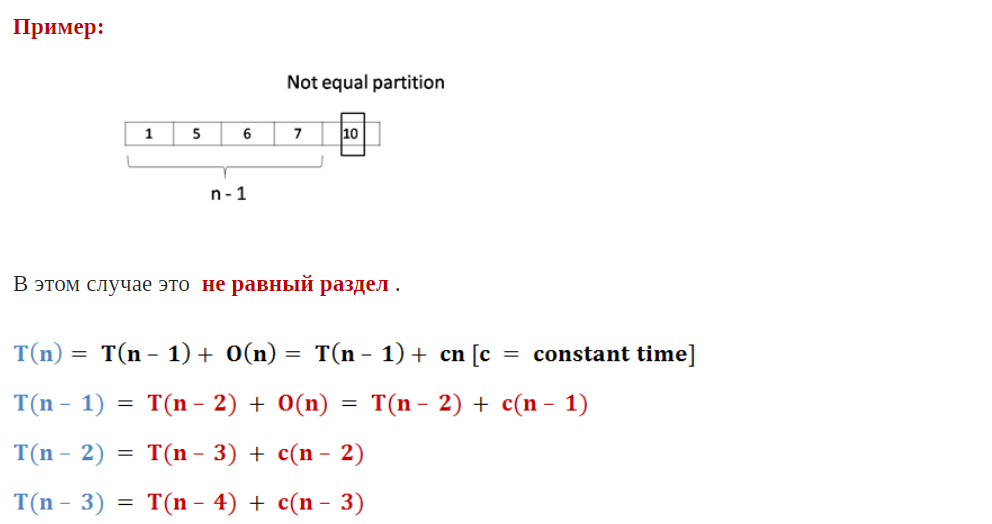 Пример:
Not equal partition
1 5 6 7 10
n - 1
В этом случае это не равный раздел .
T(n) = T(n – 1) + O(n) = T(n – 1) + cn [c = constant time]
T(n – 1) = T(n – 2) + O(n) = T(n – 2) + c(n – 1)
T(n – 2) = T(n – 3) + c(n – 2)
T(n – 3) = T(n – 4) + c(n – 3)